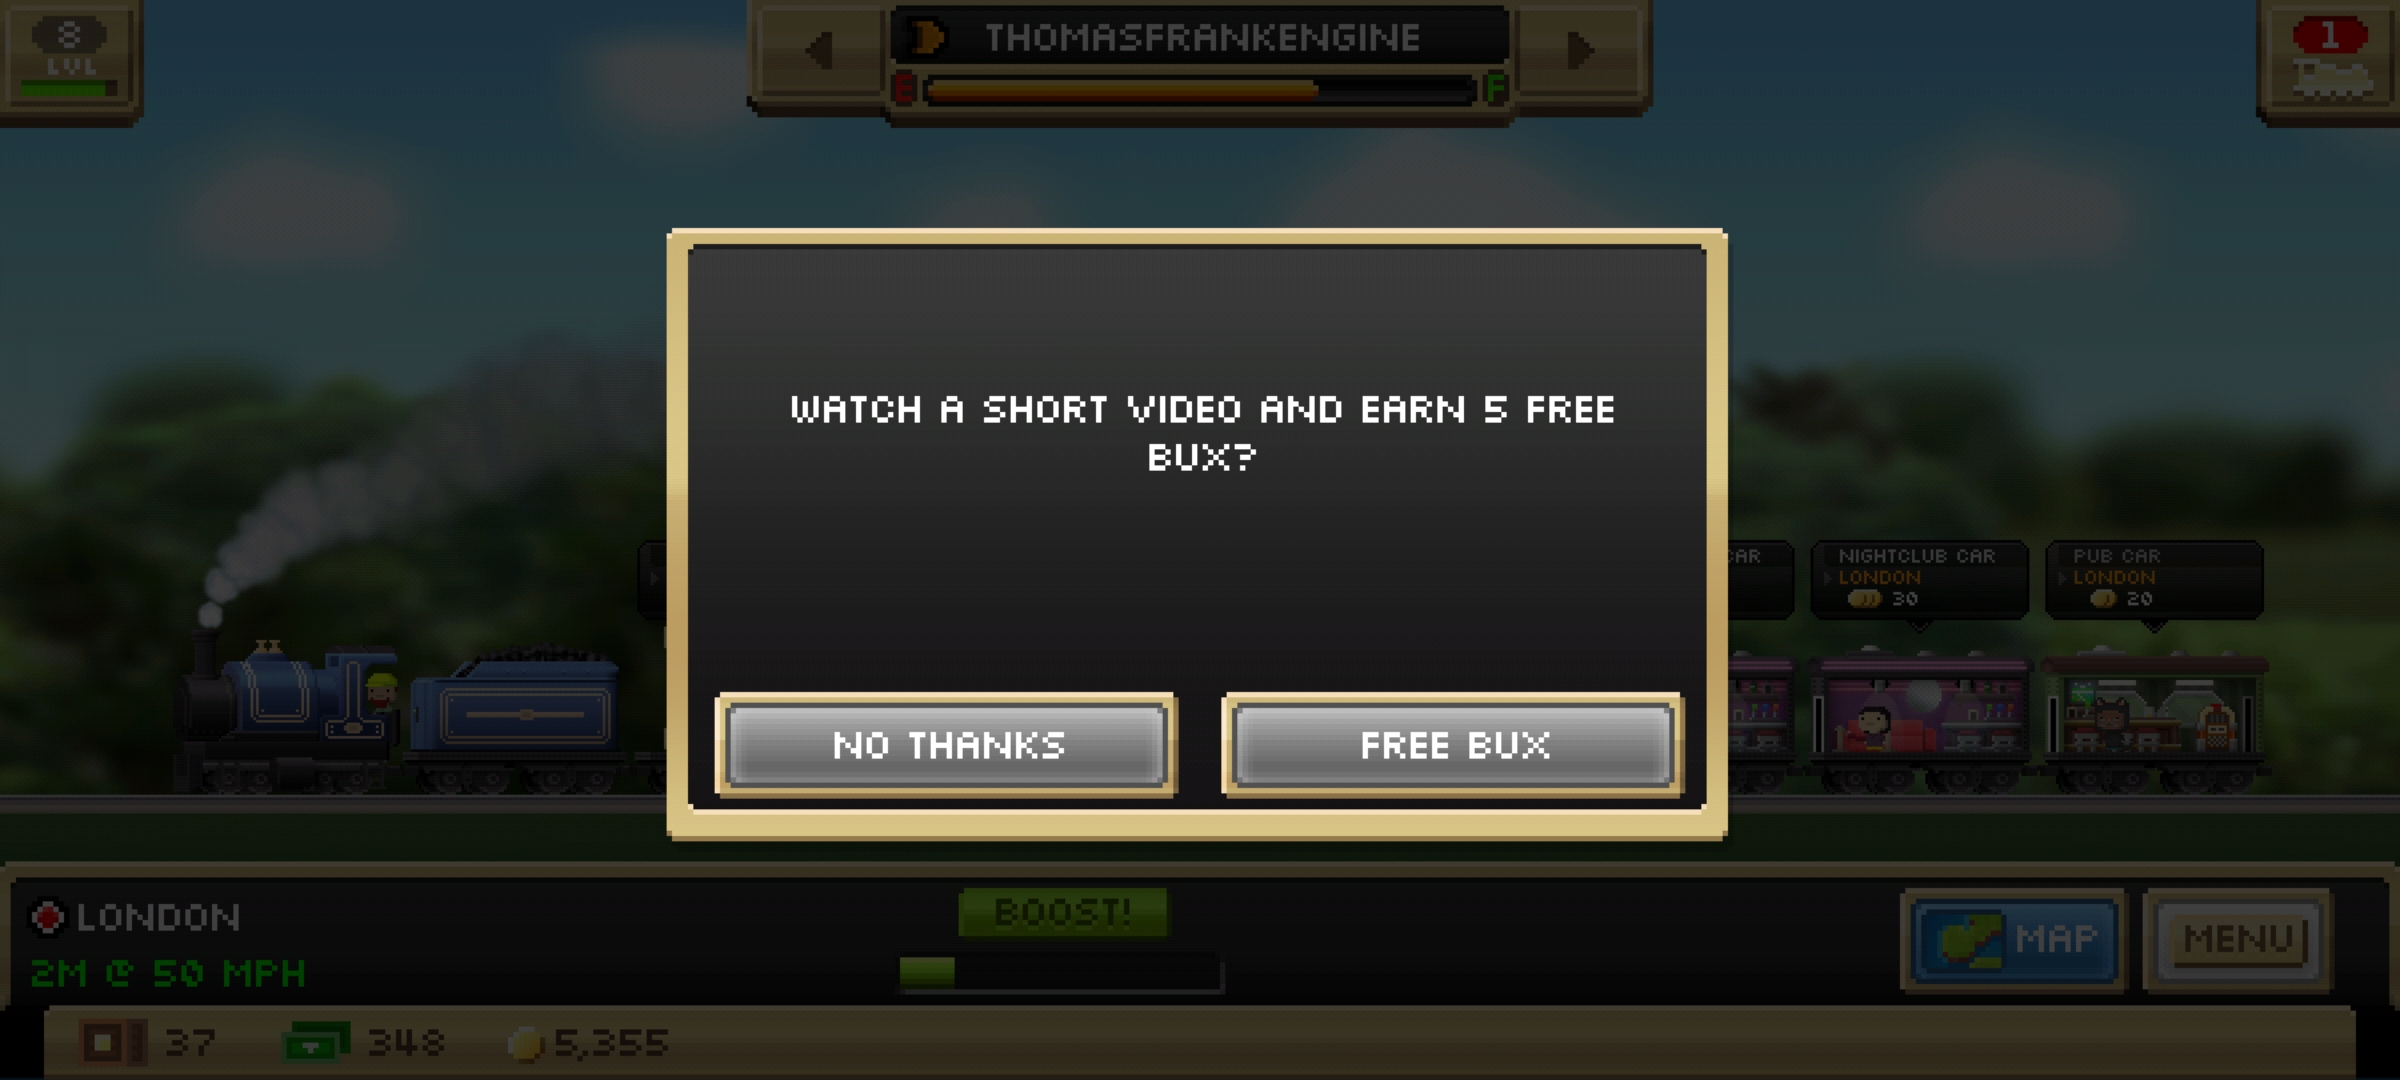 8
LVL
THOMASFRANKENGINE
E
F
1
WATCH A SHORT VIDEO AND EARN 5 FREE
BUX?
NO THANKS
FREE BUX
CAR
NIGHTCLUB CAR
LONDON
30
PUB CAR
LONDON
20
LONDON
2M @ 50 MPH
BOOST!
MAP
MENU
37
348
5,355